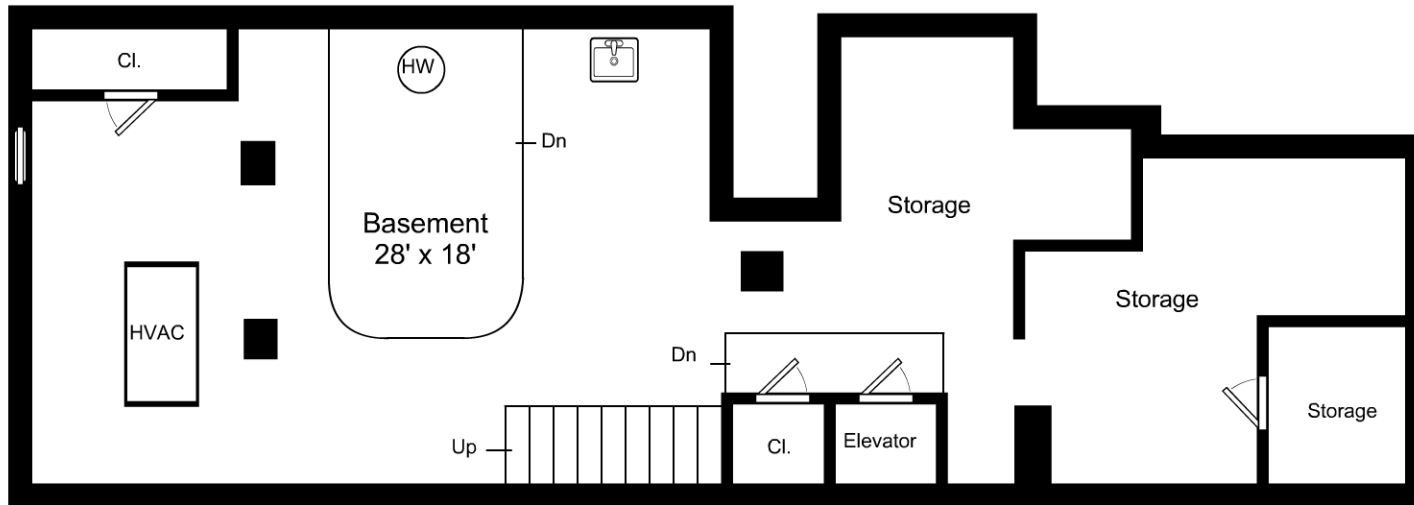 Cl.
HW
Dn
Basement
28' x 18'
Storage
Storage
HVAC
Dn
Storage
Up
Cl.
Elevator